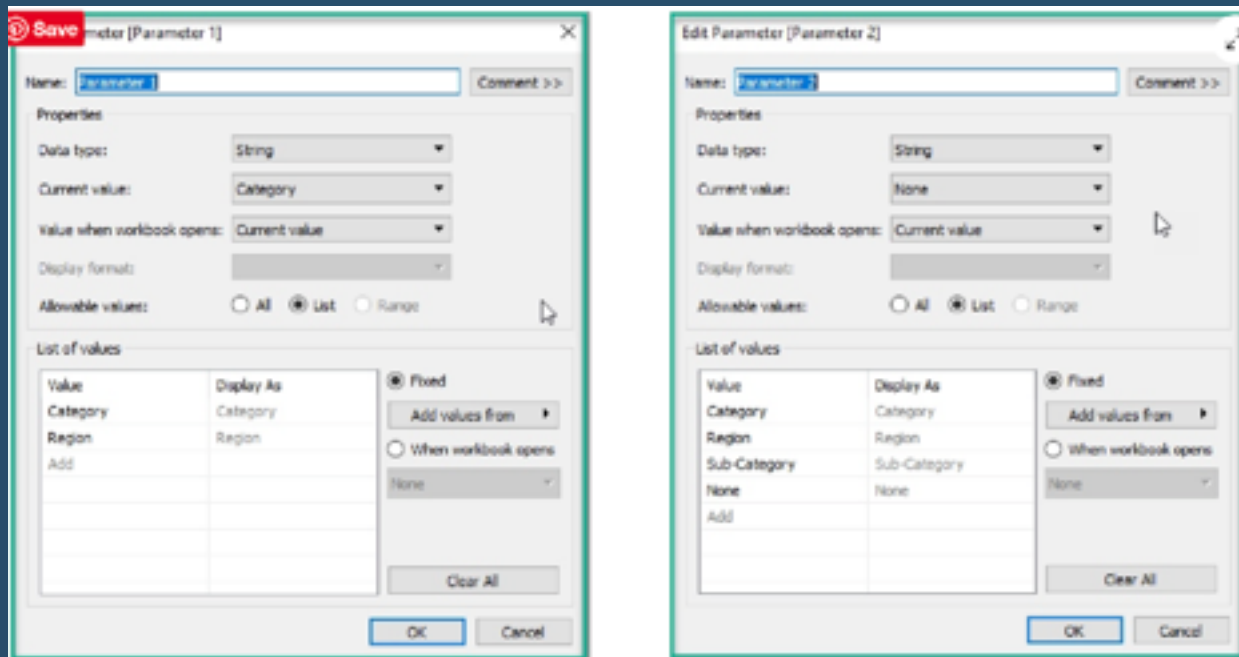 Save
meter [Parameter 1]
Name: Parameter 1
Comment >>
Properties
Data type: String
Current value: Category
Value when workbook opens: Current value
Display format:
Allowable values: All List Range
List of values
Value Display As
Category Category
Region Region
Add
Fixed
Add values from
When workbook opens
None
Clear All
OK Cancel
Edit Parameter [Parameter 2]
Name: Parameter 2
Comment >>
Properties
Data type: String
Current value: None
Value when workbook opens: Current value
Display format:
Allowable values: All List Range
List of values
Value Display As
Category Category
Region Region
Sub-Category Sub-Category
None None
Add
Fixed
Add values from
When workbook opens
None
Clear All
OK Cancel